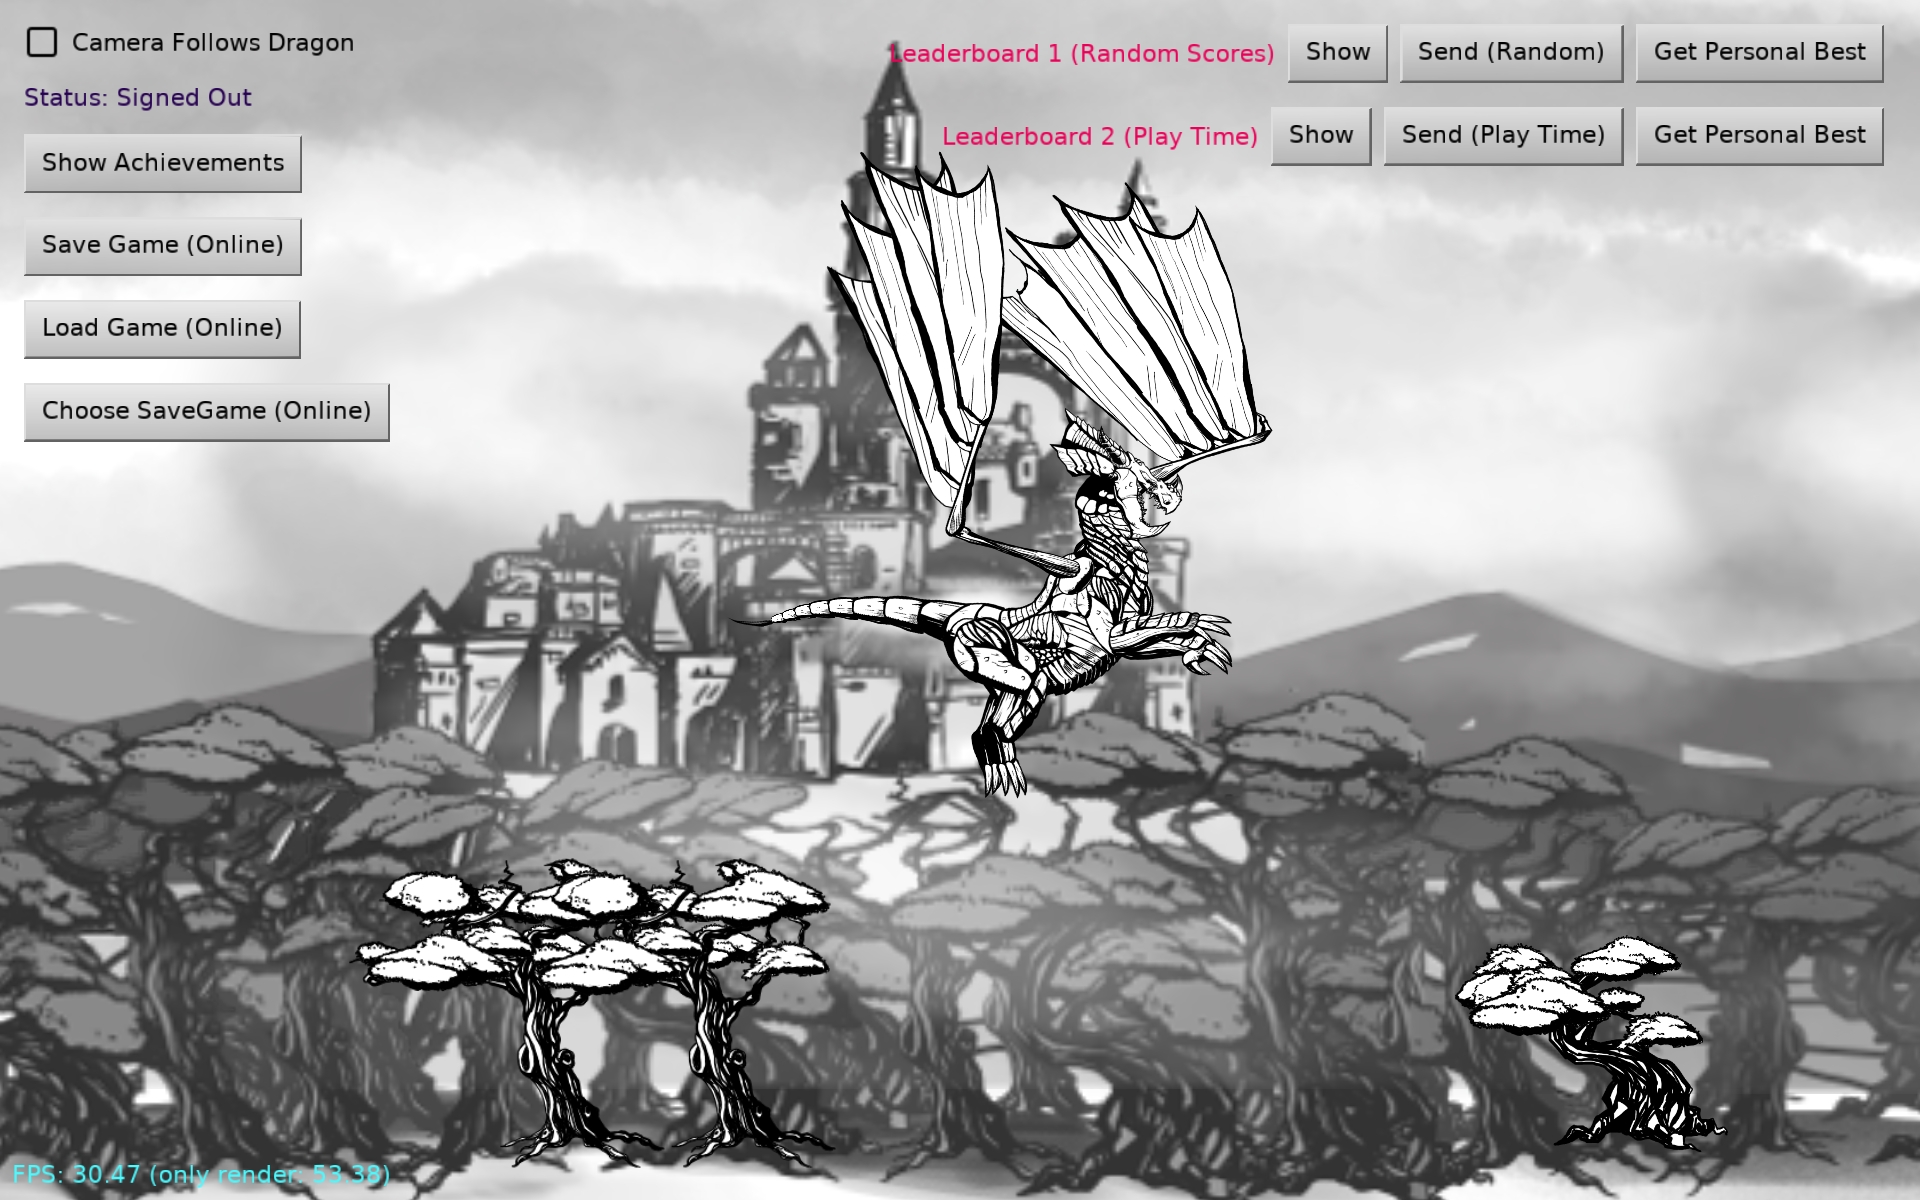 Camera Follows Dragon
Status: Signed Out
Show Achievements
Save Game (Online)
Load Game (Online)
Choose SaveGame (Online)
Leaderboard 1 (Random Scores) Show Send (Random) Get Personal Best
Leaderboard 2 (Play Time) Show Send (Play Time) Get Personal Best
FPS: 30.47 (only render: 53.38)